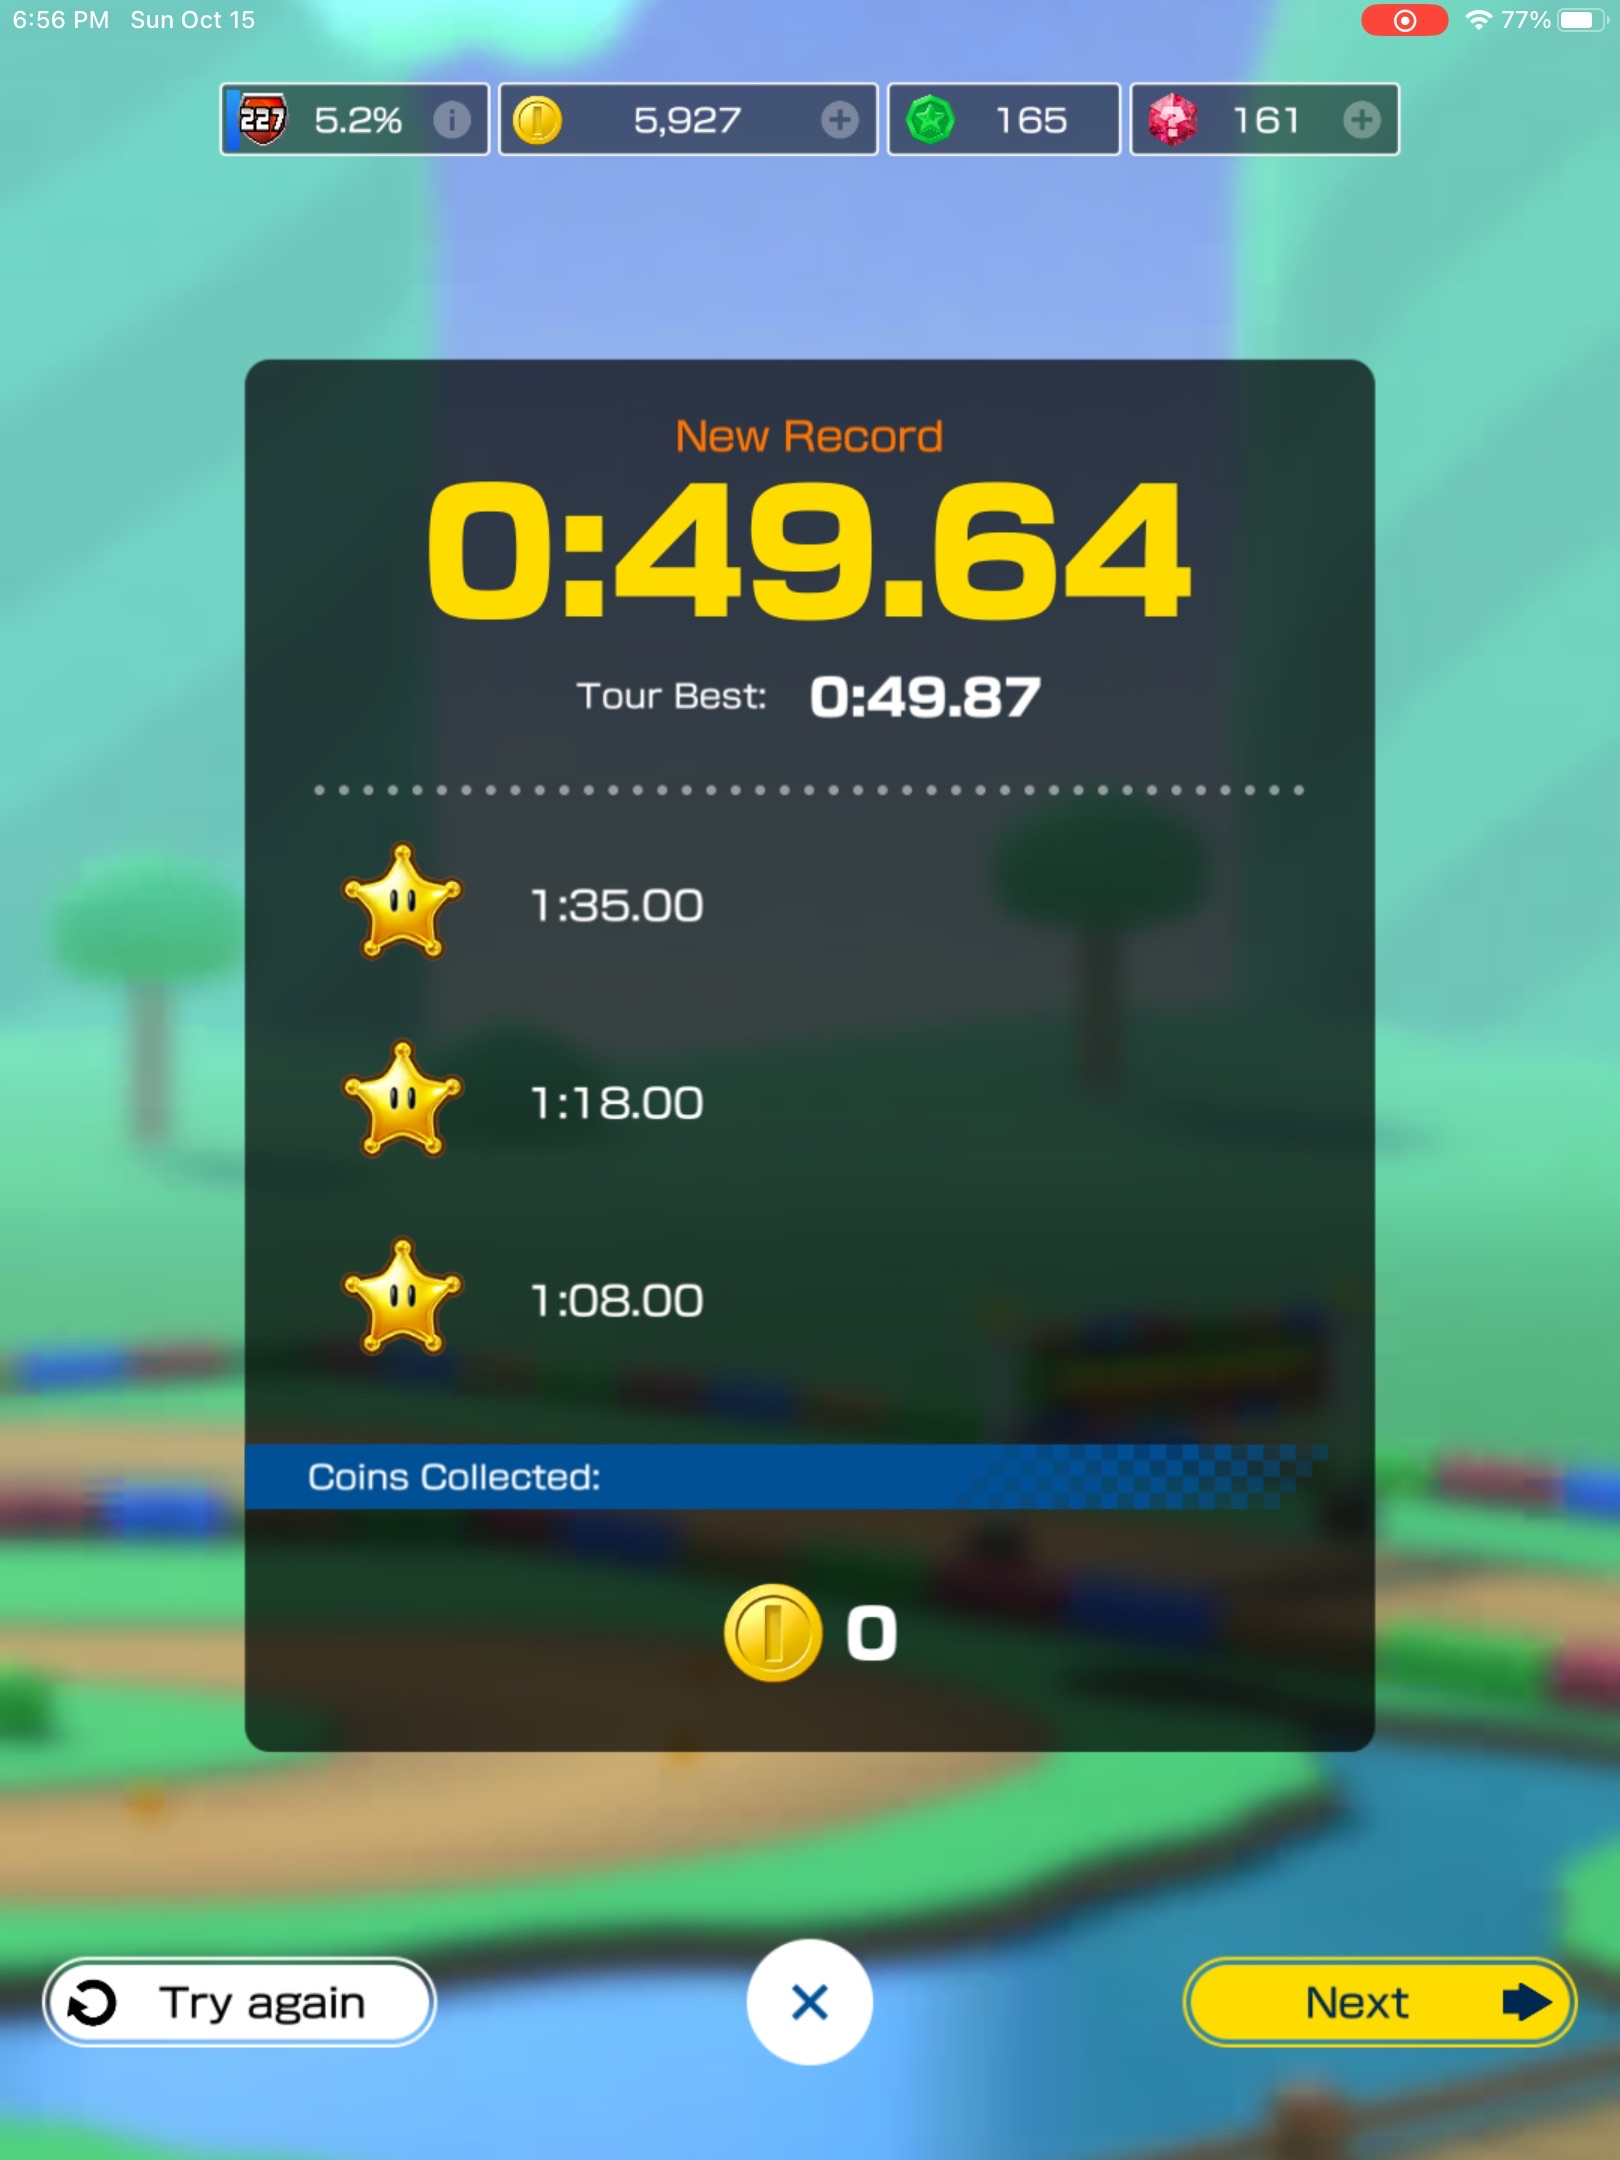 6:56 PM Sun Oct 15 77%
227 5.2% 5,927 165 161
New Record
0:49.64
Tour Best: 0:49.87
1:35.00
1:18.00
1:08.00
Coins Collected:
0
Try again Next